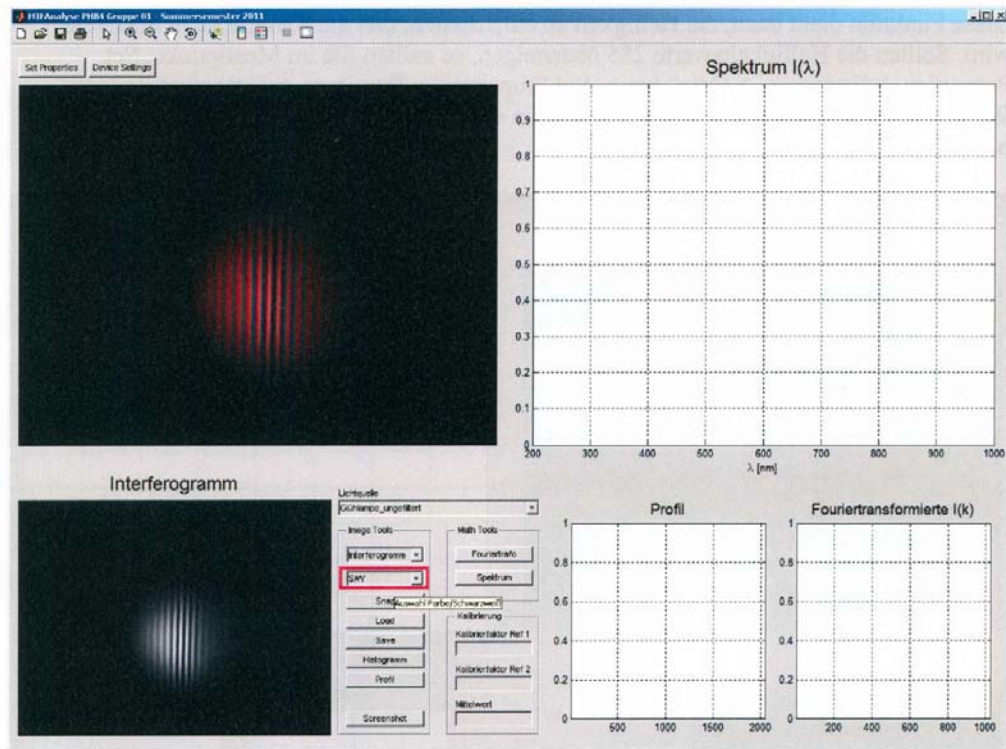 MIFAnalyse PH84 Gruppe 01 - Sommersemester 2011
Set Properties
Device Settings
Spektrum I(λ)
1
0.9
0.8
0.7
0.6
0.5
0.4
0.3
0.2
0.1
0
200 300 400 500 600 700 800 900 1000
λ [nm]
Interferogramm
Lichtquelle
Glühlampe_ungefiltert
Image Tools
Interferogramm
S/W
Snap
Auswahl Farbe/Schwarzweiß
Load
Save
Histogramm
Profil
Screenshot
Math Tools
Fouriertrafo
Spektrum
Kalibrierung
Kalibrierfaktor Ref 1
Kalibrierfaktor Ref 2
Mittelwert
Profil
1
0.8
0.6
0.4
0.2
0
500 1000 1500 2000
Fouriertransformierte I(k)
1
0.8
0.6
0.4
0.2
0
200 400 600 800 1000